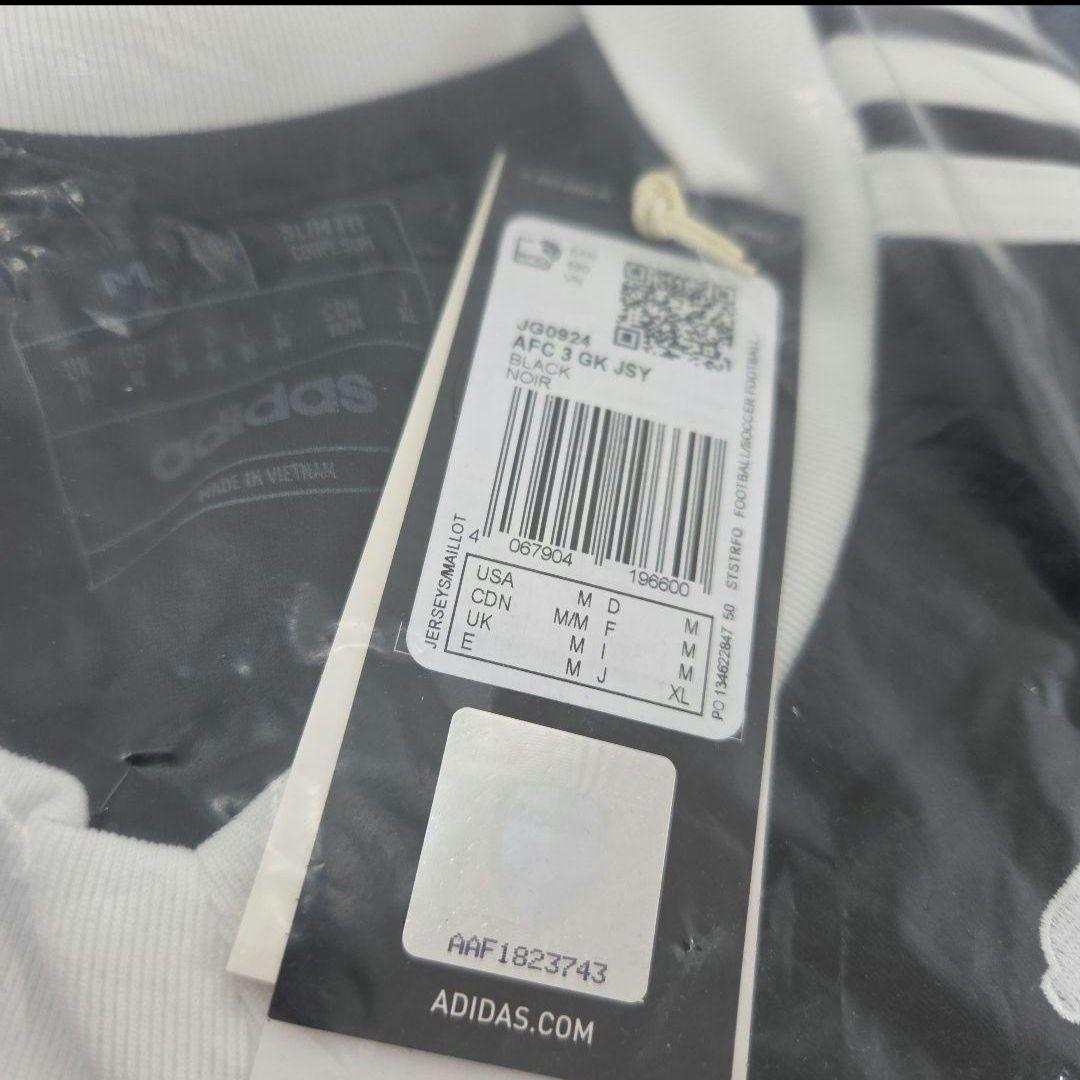 M
SLIM FIT
adidas
MADE IN VIETNAM
JG0924
AFC 3 GK JSY
BLACK
NOIR
4 067904 196600
JERSEYS/MAILLOT
USA M D M
CDN M/M F M
UK M I M
E M J XL
PO 134622847 50 STSTRFO FOOTBALL/SOCCER FOOTBALL
AAF1823743
ADIDAS.COM